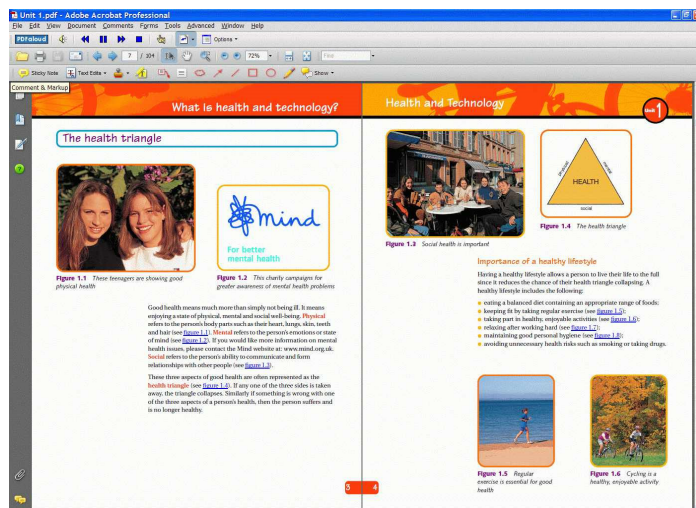 Unit 1.pdf - Adobe Acrobat Professional
File Edit View Document Comments Forms Tools Advanced Window Help
PDFaloud
Options
7 / 104
72%
Find
Sticky Note
Text Edits
Show
Comment & Markup
What is health and technology?
The health triangle
Figure 1.1 These teenagers are showing good
physical health
mind
For better
mental health
Figure 1.2 This charity campaigns for
greater awareness of mental health problems
Good health means much more than simply not being ill. It means
enjoying a state of physical, mental and social well-being. Physical
refers to the person's body parts such as their heart, lungs, skin, teeth
and hair (see figure 1.1). Mental refers to the person's emotions or state
of mind (see figure 1.2). If you would like more information on mental
health issues, please contact the Mind website at: www.mind.org.uk.
Social refers to the person's ability to communicate and form
relationships with other people (see figure 1.3).
These three aspects of good health are often represented as the
health triangle (see figure 1.4). If any one of the three sides is taken
away, the triangle collapses. Similarly if something is wrong with one
of the three aspects of a person's health, then the person suffers and
is no longer healthy.
3
Health and Technology
Unit 1
Figure 1.3 Social health is important
physical
mental
HEALTH
social
Figure 1.4 The health triangle
Importance of a healthy lifestyle
Having a healthy lifestyle allows a person to live their life to the full
since it reduces the chance of their health triangle collapsing. A
healthy lifestyle includes the following:
eating a balanced diet containing an appropriate range of foods;
keeping fit by taking regular exercise (see figure 1.5);
taking part in healthy, enjoyable activities (see figure 1.6);
relaxing after working hard (see figure 1.7);
maintaining good personal hygiene (see figure 1.8);
avoiding unnecessary health risks such as smoking or taking drugs.
Figure 1.5 Regular
exercise is essential for good
health
Figure 1.6 Cycling is a
healthy, enjoyable activity
4